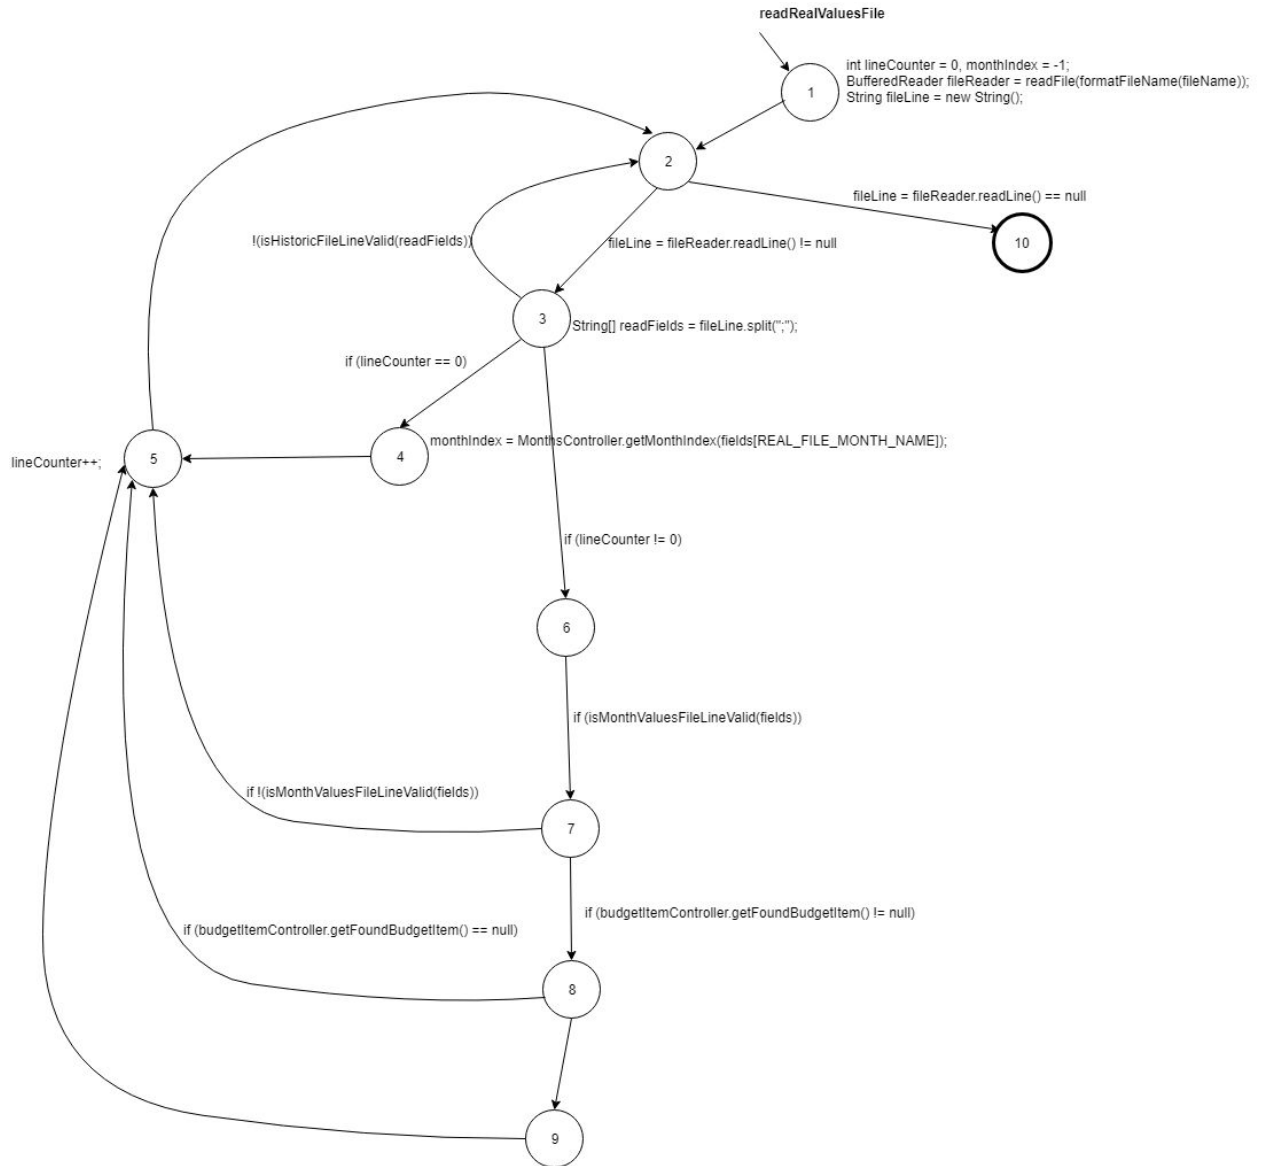 readRealValuesFile
int lineCounter = 0, monthIndex = -1;
1
BufferedReader fileReader = readFile(formatFileName(fileName));
String fileLine = new String();
2
fileLine = fileReader.readLine() == null
!(isHistoricFileLineValid(readFields))
fileLine = fileReader.readLine() != null
10
3
String[] readFields = fileLine.split(";");
if (lineCounter == 0)
monthIndex = MonthsController.getMonthIndex(fields[REAL_FILE_MONTH_NAME]);
lineCounter++;
5
4
if (lineCounter != 0)
6
if (isMonthValuesFileLineValid(fields))
if !(isMonthValuesFileLineValid(fields))
7
if (budgetItemController.getFoundBudgetItem() != null)
if (budgetItemController.getFoundBudgetItem() == null)
8
9